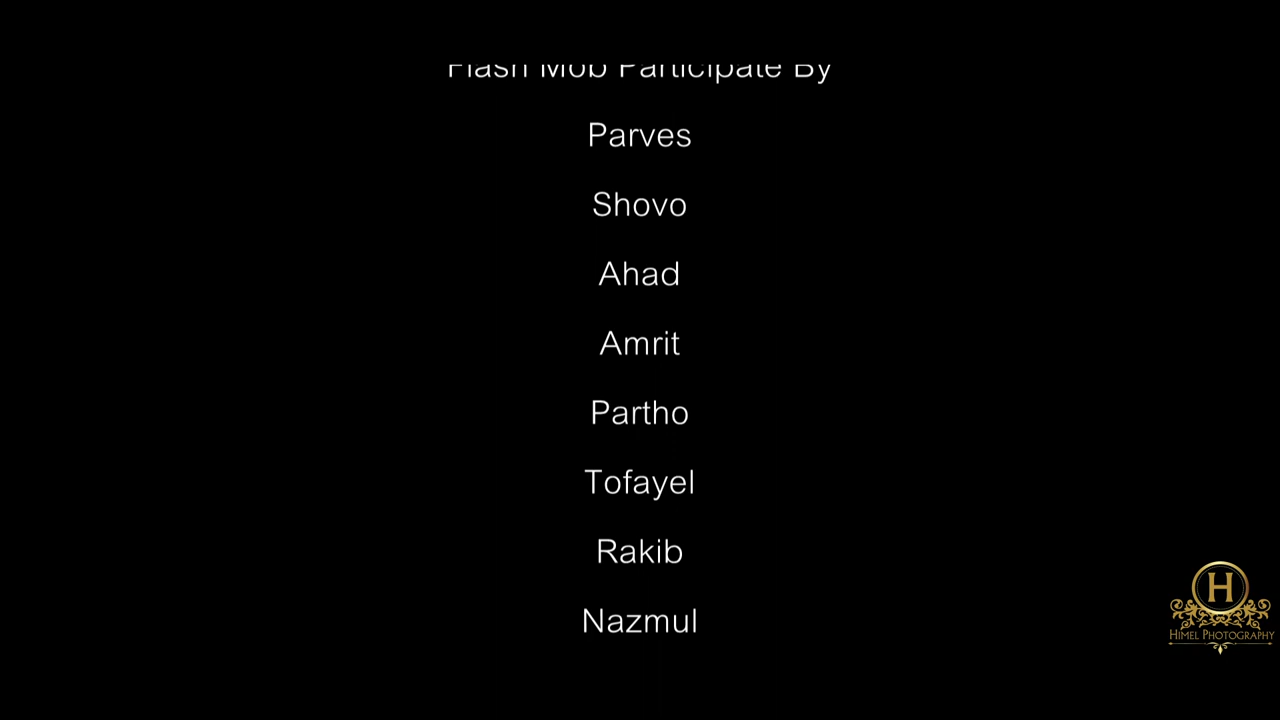 Flash Mob Participate By
Parves
Shovo
Ahad
Amrit
Partho
Tofayel
Rakib
Nazmul
H
HIMEL PHOTOGRAPHY